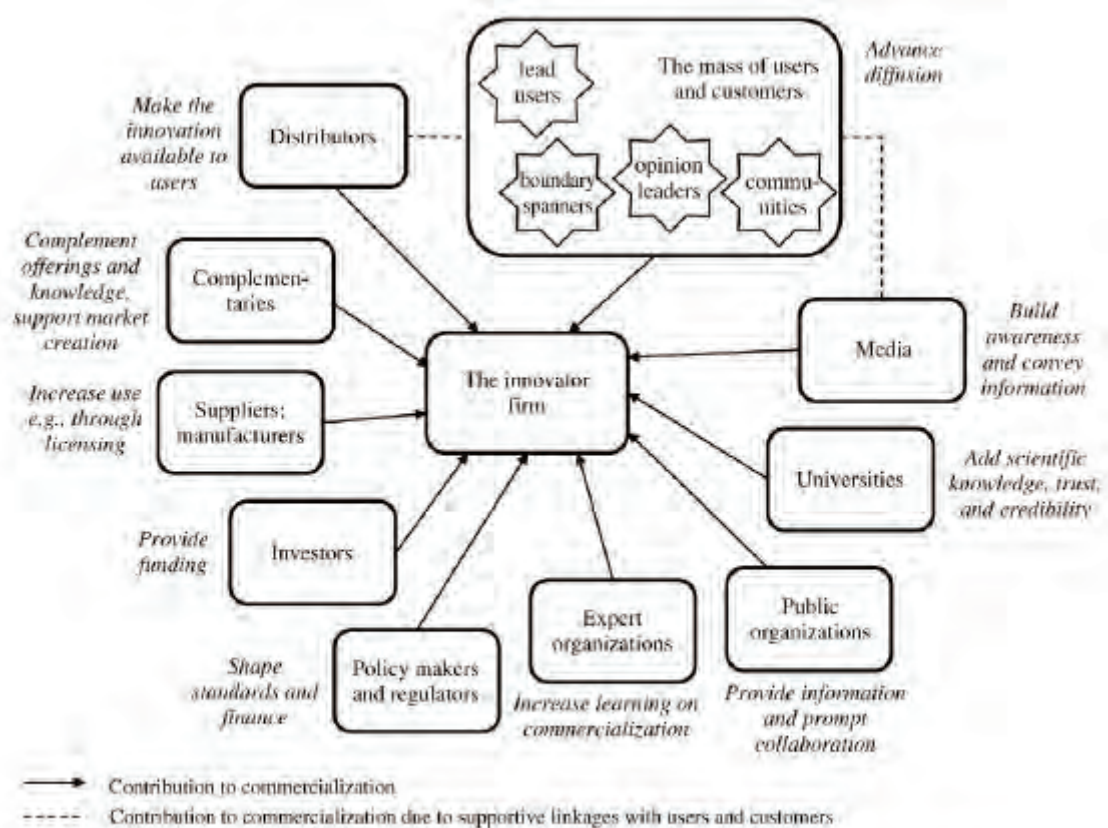 lead
users
The mass of users
and customers
Advance
diffusion
boundary
spanners
opinion
leaders
commu-
nities
Make the
innovation
available to
users
Distributors
Complement
offerings and
knowledge,
support market
creation
Complemen-
taries
The innovator
firm
Media
Build
awareness
and convey
information
Increase use
e.g., through
licensing
Suppliers;
manufacturers
Universities
Add scientific
knowledge, trust,
and credibility
Provide
funding
Investors
Shape
standards and
finance
Policy makers
and regulators
Expert
organizations
Increase learning on
commercialization
Public
organizations
Provide information
and prompt
collaboration
Contribution to commercialization
Contribution to commercialization due to supportive linkages with users and customers